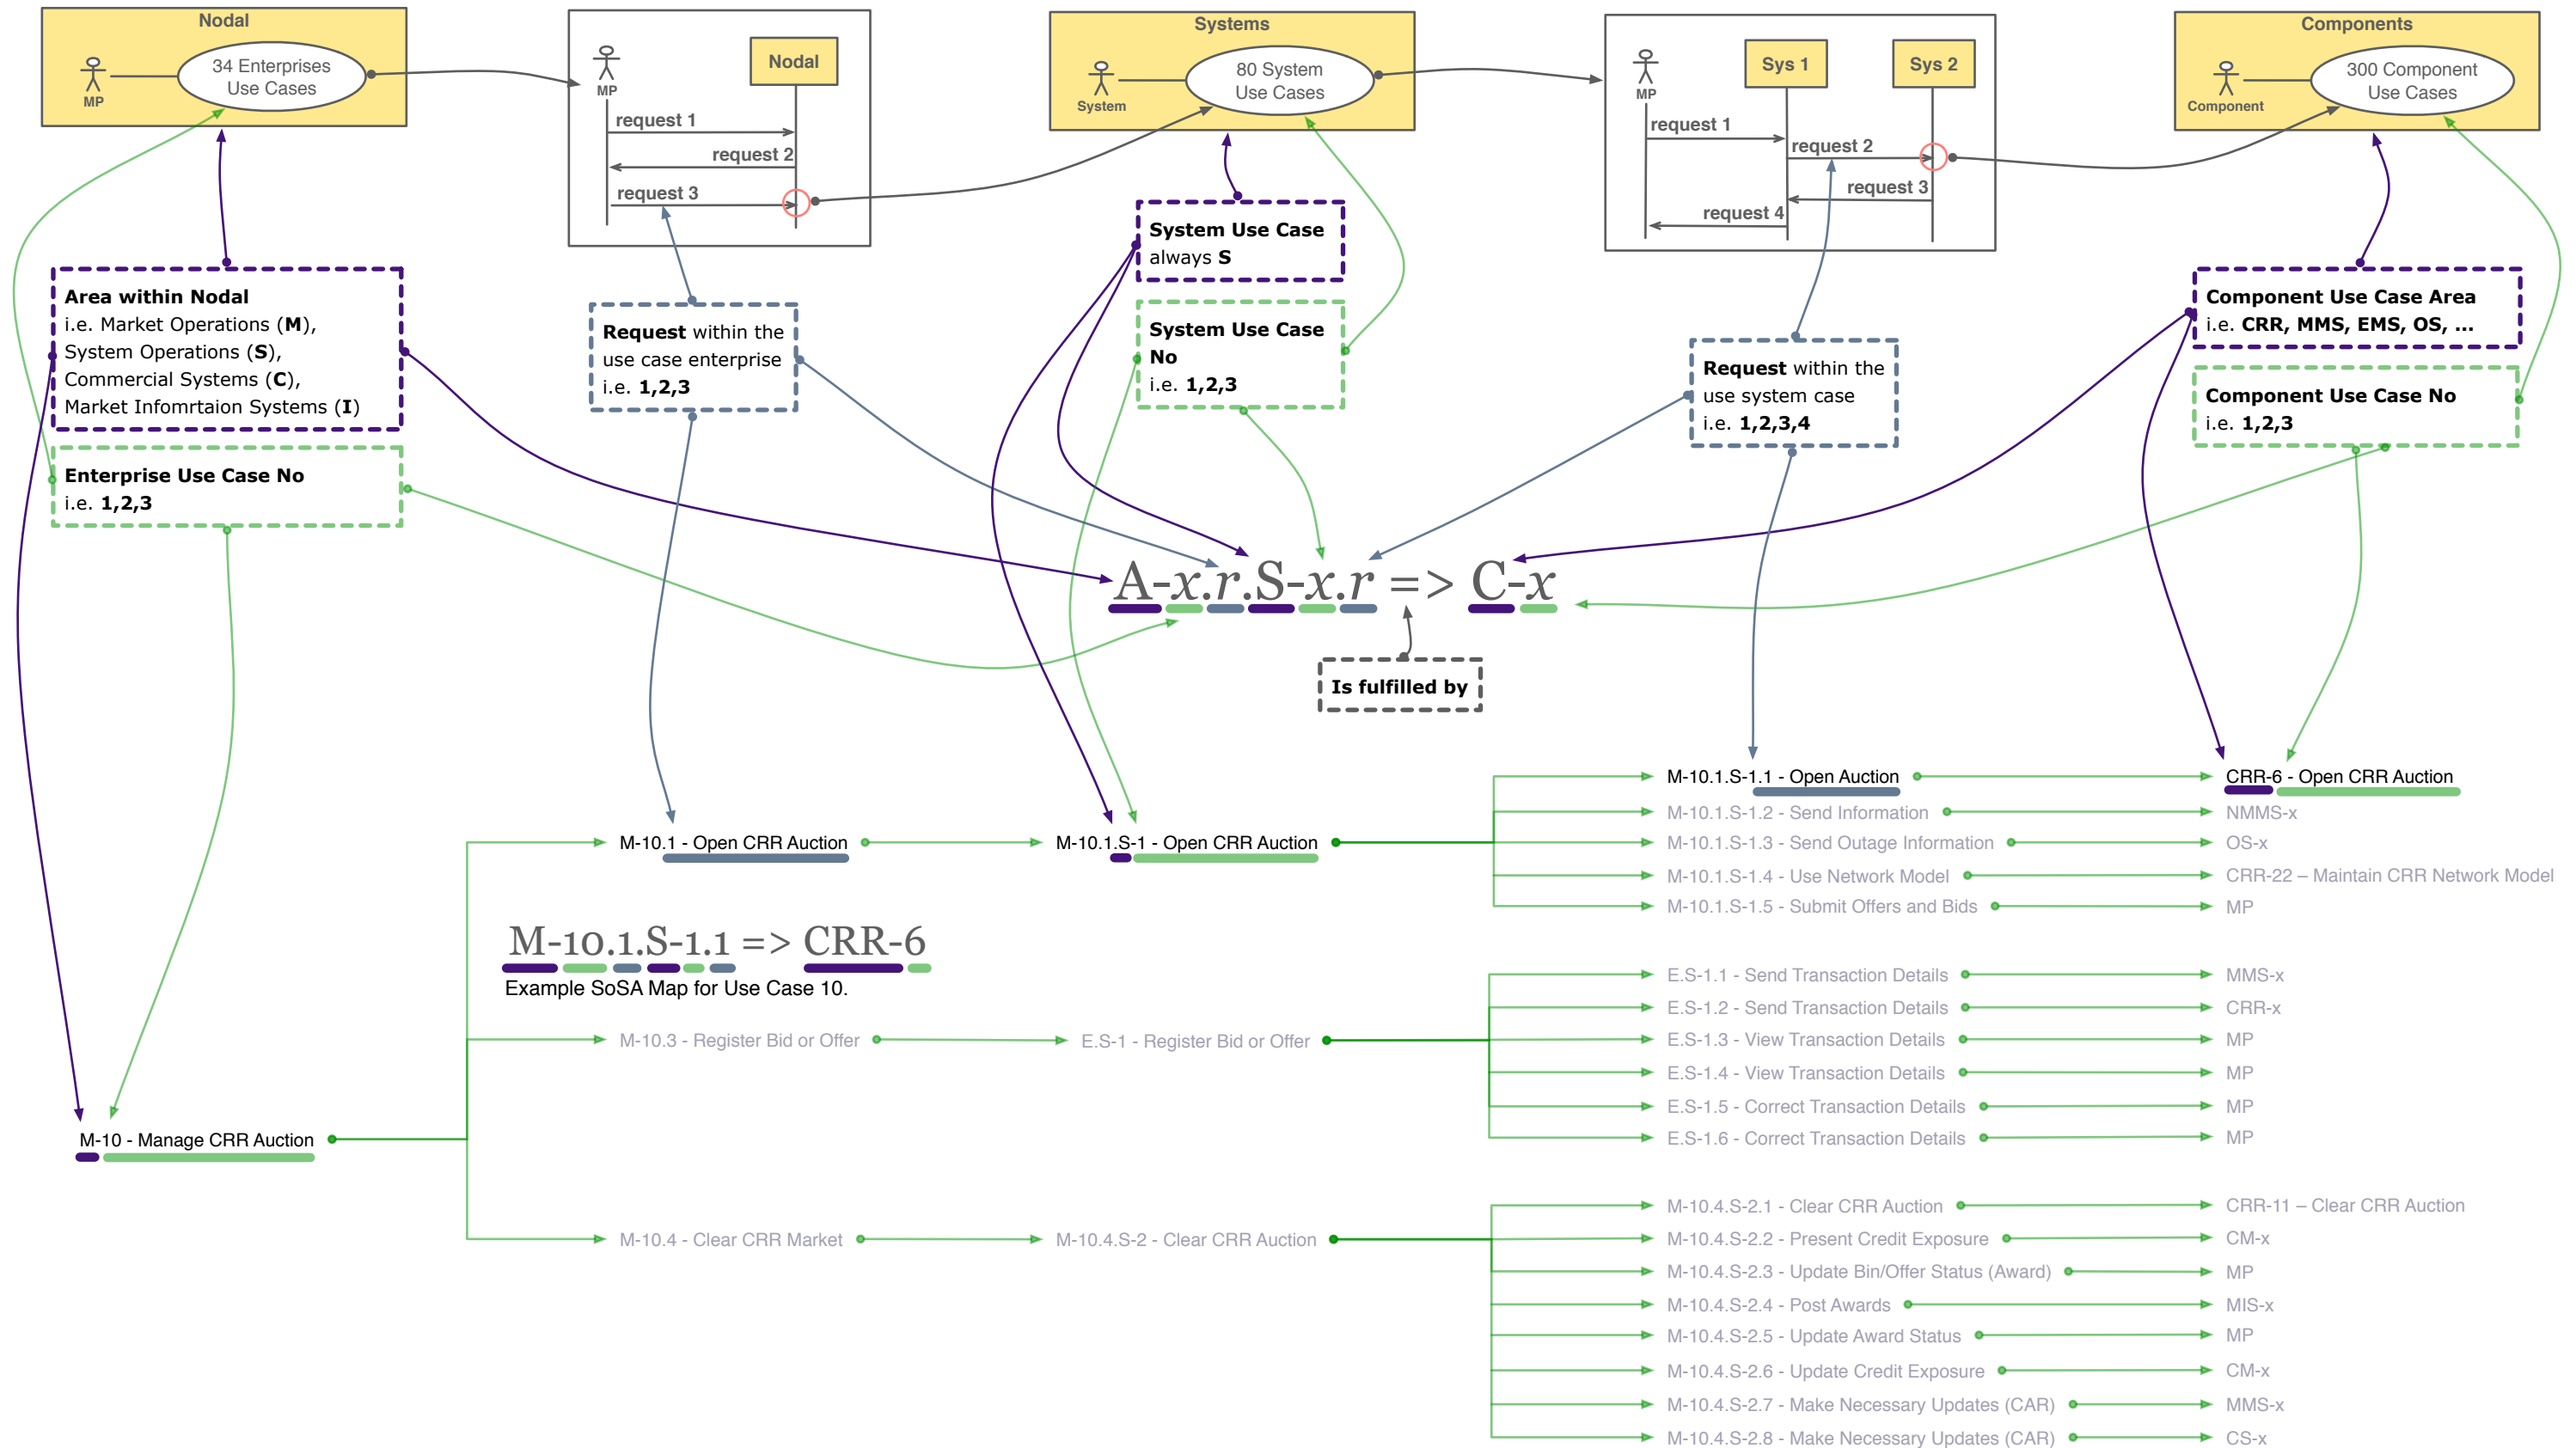 Nodal
MP
34 Enterprises
Use Cases
MP
Nodal
request 1
request 2
request 3
Systems
System
80 System
Use Cases
MP
Sys 1
Sys 2
request 1
request 2
request 3
request 4
Components
Component
300 Component
Use Cases
Area within Nodal
i.e. Market Operations (M),
System Operations (S),
Commercial Systems (C),
Market Infomrtaion Systems (I)
Enterprise Use Case No
i.e. 1,2,3
Request within the
use case enterprise
i.e. 1,2,3
System Use Case
always S
System Use Case
No
i.e. 1,2,3
Request within the
use system case
i.e. 1,2,3,4
Component Use Case Area
i.e. CRR, MMS, EMS, OS, ...
Component Use Case No
i.e. 1,2,3
A-x.r.S-x.r => C-x
Is fulfilled by
M-10 - Manage CRR Auction
M-10.1 - Open CRR Auction
M-10.1.S-1 - Open CRR Auction
M-10.1.S-1.1 - Open Auction
CRR-6 - Open CRR Auction
M-10.1.S-1.2 - Send Information
NMMS-x
M-10.1.S-1.3 - Send Outage Information
OS-x
M-10.1.S-1.4 - Use Network Model
CRR-22 – Maintain CRR Network Model
M-10.1.S-1.5 - Submit Offers and Bids
MP
M-10.1.S-1.1 => CRR-6
Example SoSA Map for Use Case 10.
M-10.3 - Register Bid or Offer
E.S-1 - Register Bid or Offer
E.S-1.1 - Send Transaction Details
MMS-x
E.S-1.2 - Send Transaction Details
CRR-x
E.S-1.3 - View Transaction Details
MP
E.S-1.4 - View Transaction Details
MP
E.S-1.5 - Correct Transaction Details
MP
E.S-1.6 - Correct Transaction Details
MP
M-10.4 - Clear CRR Market
M-10.4.S-2 - Clear CRR Auction
M-10.4.S-2.1 - Clear CRR Auction
CRR-11 – Clear CRR Auction
M-10.4.S-2.2 - Present Credit Exposure
CM-x
M-10.4.S-2.3 - Update Bin/Offer Status (Award)
MP
M-10.4.S-2.4 - Post Awards
MIS-x
M-10.4.S-2.5 - Update Award Status
MP
M-10.4.S-2.6 - Update Credit Exposure
CM-x
M-10.4.S-2.7 - Make Necessary Updates (CAR)
MMS-x
M-10.4.S-2.8 - Make Necessary Updates (CAR)
CS-x